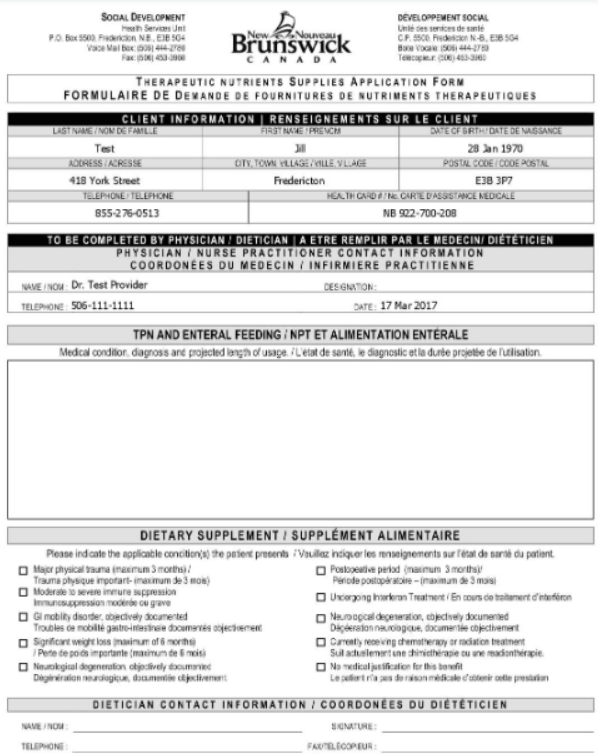 SOCIAL DEVELOPMENT
Health Services Unit
P.O. Box 5500, Fredericton, N.B., E3B 5G4
Voice Mail Box: (506) 444-2788
Fax: (506) 453-3960
New Nouveau
Brunswick
CANADA
DÉVELOPPEMENT SOCIAL
Unité des services de santé
C.P. 5500, Fredericton N.-B., E3B 5G4
Boite Vocale: (506) 444-2788
Télécopieur: (506) 453-3960
THERAPEUTIC NUTRIENTS SUPPLIES APPLICATION FORM
FORMULAIRE DE DEMANDE DE FOURNITURES DE NUTRIMENTS THERAPEUTIQUES
CLIENT INFORMATION | RENSEIGNEMENTS SUR LE CLIENT
LAST NAME / NOM DE FAMILLE FIRST NAME / PRENOM DATE OF BIRTH / DATE DE NAISSANCE
Test Jill 28 Jan 1970
ADDRESS / ADRESSE CITY, TOWN, VILLAGE / VILLE, VILLAGE POSTAL CODE / CODE POSTAL
418 York Street Fredericton E3B 3P7
TELEPHONE / TELEPHONE HEALTH CARD # / No. CARTE D'ASSISTANCE MEDICALE
855-276-0513 NB 922-700-208
TO BE COMPLETED BY PHYSICIAN / DIETICIAN | A ETRE REMPLIR PAR LE MEDECIN/ DIÉTÉTICIEN
PHYSICIAN / NURSE PRACTITIONER CONTACT INFORMATION
COORDONÉES DU MEDECIN / INFIRMIERE PRACTITIENNE
NAME / NOM : Dr. Test Provider DESIGNATION :
TELEPHONE : 506-111-1111 DATE : 17 Mar 2017
TPN AND ENTERAL FEEDING / NPT ET ALIMENTATION ENTÉRALE
Medical condition, diagnosis and projected length of usage. / L'état de santé, le diagnostic et la durée projetée de l'utilisation.
DIETARY SUPPLEMENT / SUPPLÉMENT ALIMENTAIRE
Please indicate the applicable condition(s) the patient presents / Veuillez indiquer les renseignements sur l'état de santé du patient.
Major physical trauma (maximum 3 months) /
Trauma physique important- (maximum de 3 mois)
Moderate to severe immune suppression
Immunosuppression modérée ou grave
GI mobility disorder, objectively documented
Troubles de mobilité gastro-intestinale documentés objectivement
Significant weight loss (maximum of 6 months)
/ Perte de poids importante (maximum de 6 mois)
Neurological degeneration, objectively documented
Dégénération neurologique, documentée objectivement
Postopeative period (maximum 3 months)/
Période postopératoire – (maximum de 3 mois)
Undergoing Interferon Treatment / En cours de traitement d'interféron
Neurological degeneration, objectively documented
Dégéeration neurologique, documentée objectivement
Currently receiving chemotherapy or radiation treatment
Suit actuellement une chimiothérapie ou une readionthérapie.
No medical justification for this benefit
Le patient n'a pas de raison médicale d'obtenir cette prestation
DIETICIAN CONTACT INFORMATION / COORDONÉES DU DIÉTÉTICIEN
NAME / NOM : SIGNATURE :
TELEPHONE : FAX/TÉLÉCOPIEUR :